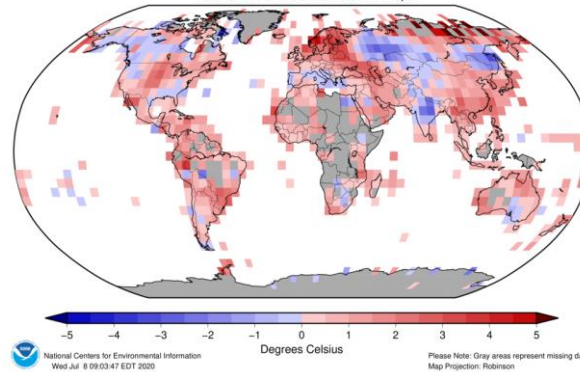 −5 −4 −3 −2 −1 0 1 2 3 4 5
Degrees Celsius
National Centers for Environmental Information
Wed Jul 8 09:03:47 EDT 2020
Please Note: Gray areas represent missing da
Map Projection: Robinson